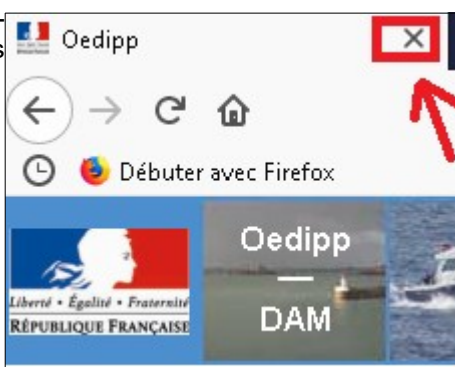 Oedipp
Débuter avec Firefox
Oedipp
DAM
Liberté • Égalité • Fraternité
RÉPUBLIQUE FRANÇAISE